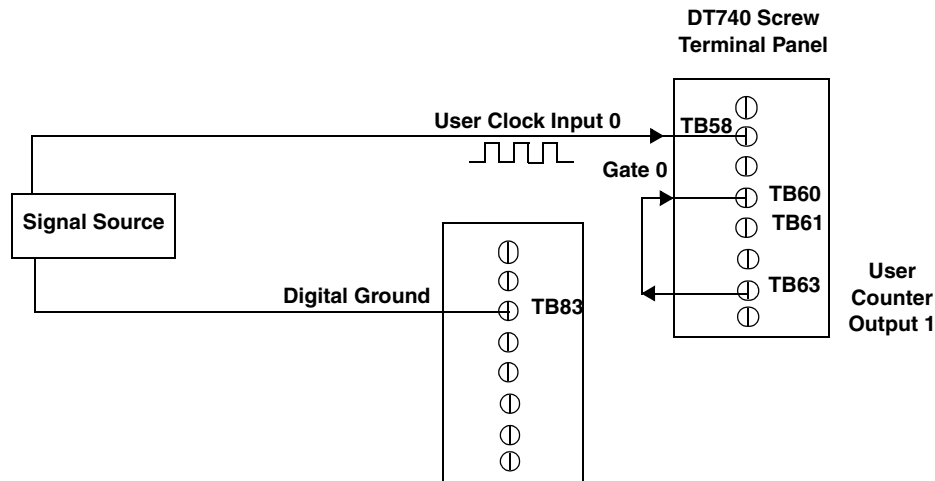 DT740 Screw
Terminal Panel
User Clock Input 0
TB58
Gate 0
TB60
Signal Source
TB61
User
Counter
Output 1
TB63
Digital Ground
TB83